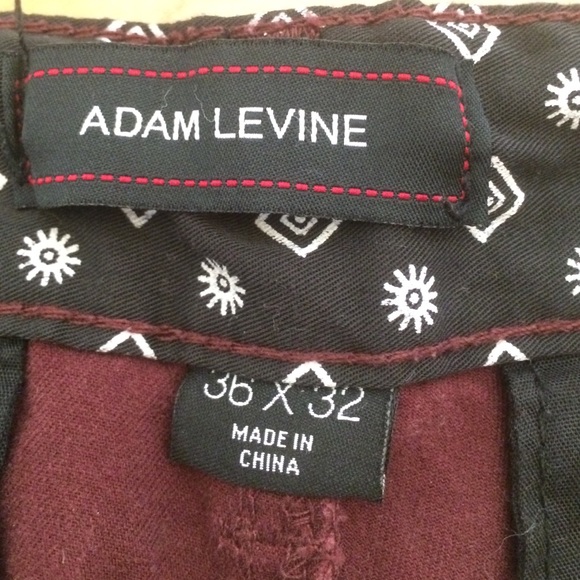 ADAM LEVINE
36 X 32
MADE IN
CHINA